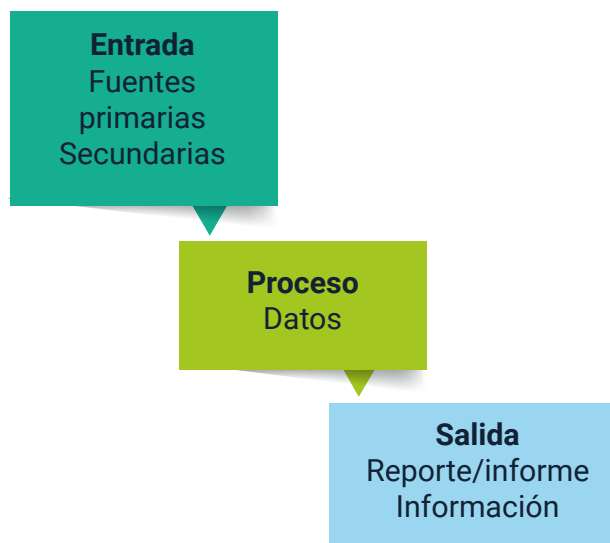 Entrada
Fuentes
primarias
Secundarias
Proceso
Datos
Salida
Reporte/informe
Información